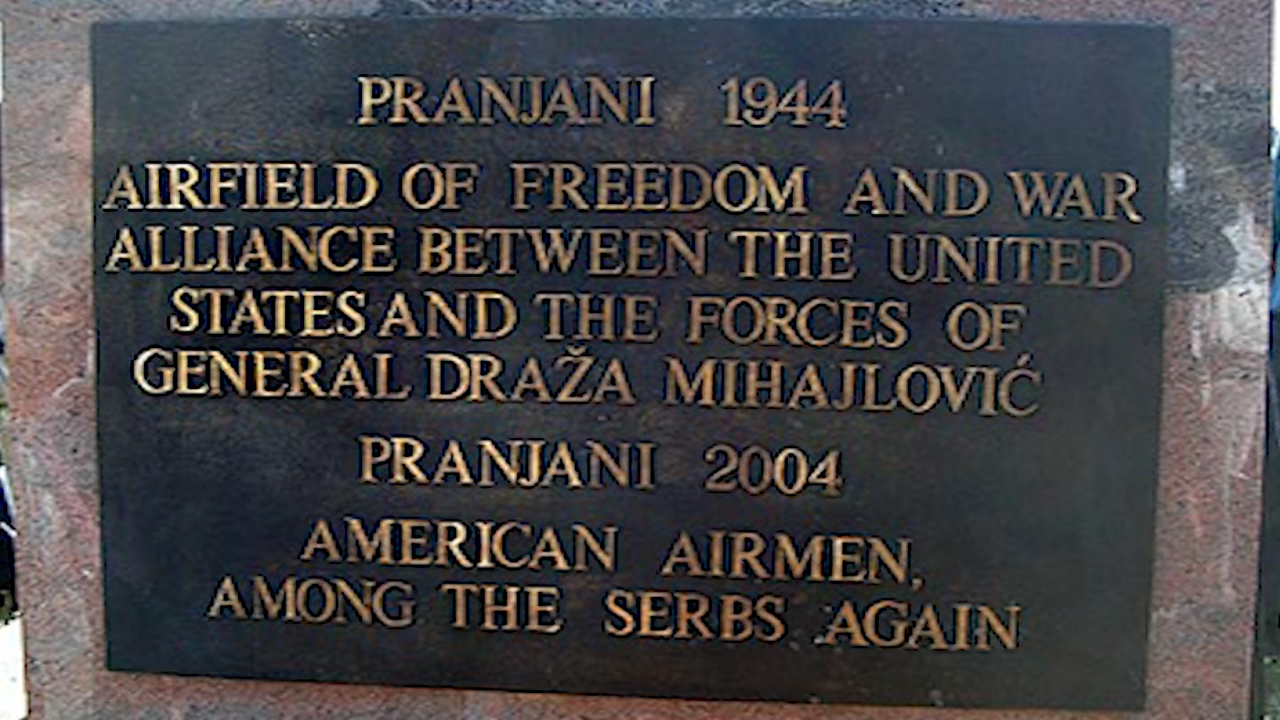 PRANJANI 1944
AIRFIELD OF FREEDOM AND WAR
ALLIANCE BETWEEN THE UNITED
STATES AND THE FORCES OF
GENERAL DRAŽA MIHAJLOVIĆ
PRANJANI 2004
AMERICAN AIRMEN,
AMONG THE SERBS AGAIN